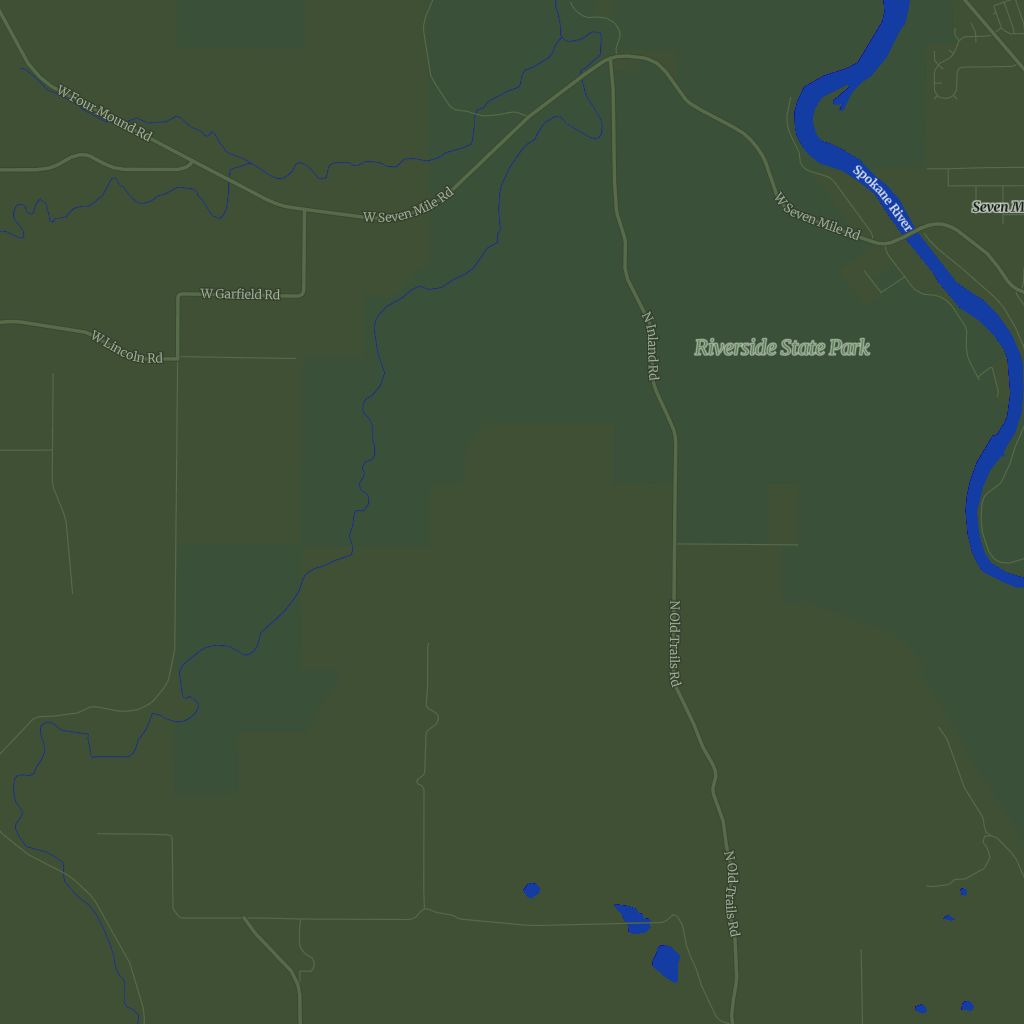 W Four Mound Rd
Spokane River
W Seven Mile Rd
W Seven Mile Rd
Seven M
W Garfield Rd
W Lincoln Rd
N Inland Rd
Riverside State Park
N Old Trails Rd
N Old Trails Rd